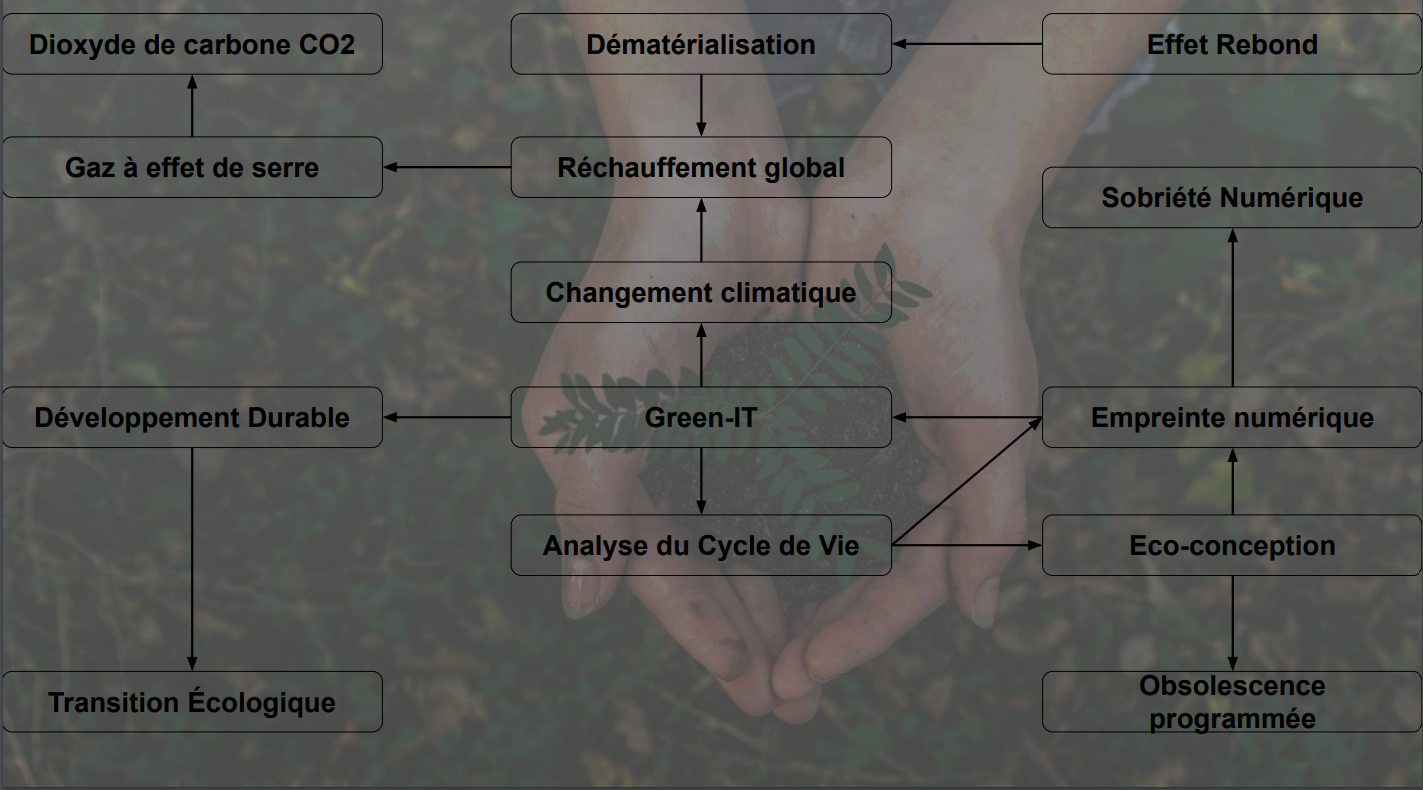 Dioxyde de carbone CO2
Dématérialisation
Effet Rebond
Gaz à effet de serre
Réchauffement global
Sobriété Numérique
Changement climatique
Développement Durable
Green-IT
Empreinte numérique
Analyse du Cycle de Vie
Eco-conception
Transition Écologique
Obsolescence
programmée